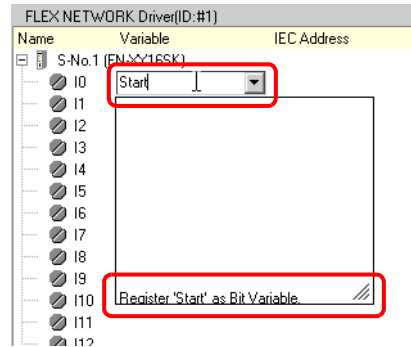 FLEX NETWORK Driver(ID:#1)
Name Variable IEC Address
S-No.1 (FN-XY16SK)
I0 Start
I1
I2
I3
I4
I5
I6
I7
I8
I9
I10 Register 'Start' as Bit Variable.
I11
I12